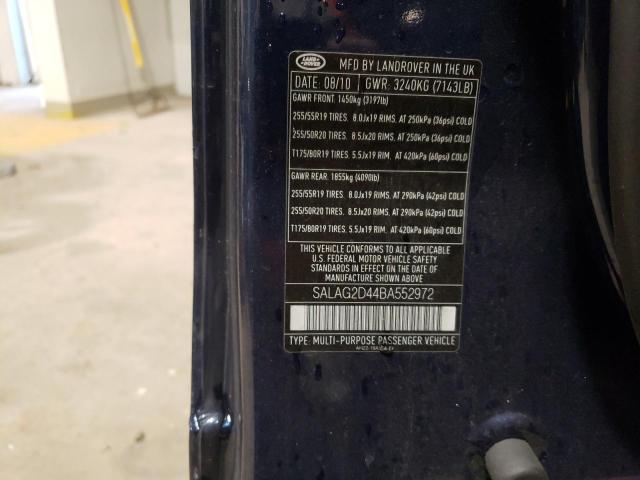 LAND ROVER
MFD BY LANDROVER IN THE UK
DATE: 08/10 GWR: 3240KG (7143LB)
GAWR FRONT. 1450kg (3197lb)
255/55R19 TIRES. 8.0Jx19 RIMS. AT 250kPa (36psi) COLD
255/50R20 TIRES. 8.5Jx20 RIMS. AT 250kPa (36psi) COLD
T175/80R19 TIRES. 5.5Jx19 RIM. AT 420kPa (60psi) COLD
GAWR REAR. 1855kg (4090lb)
255/55R19 TIRES. 8.0Jx19 RIMS. AT 290kPa (42psi) COLD
255/50R20 TIRES. 8.5Jx20 RIMS. AT 290kPa (42psi) COLD
T175/80R19 TIRES. 5.5Jx19 RIM. AT 420kPa (60psi) COLD
THIS VEHICLE CONFORMS TO ALL APPLICABLE
U.S. FEDERAL MOTOR VEHICLE SAFETY
STANDARDS IN EFFECT ON THE DATE OF
MANUFACTURE SHOWN ABOVE
SALAG2D44BA552972
TYPE: MULTI-PURPOSE PASSENGER VEHICLE